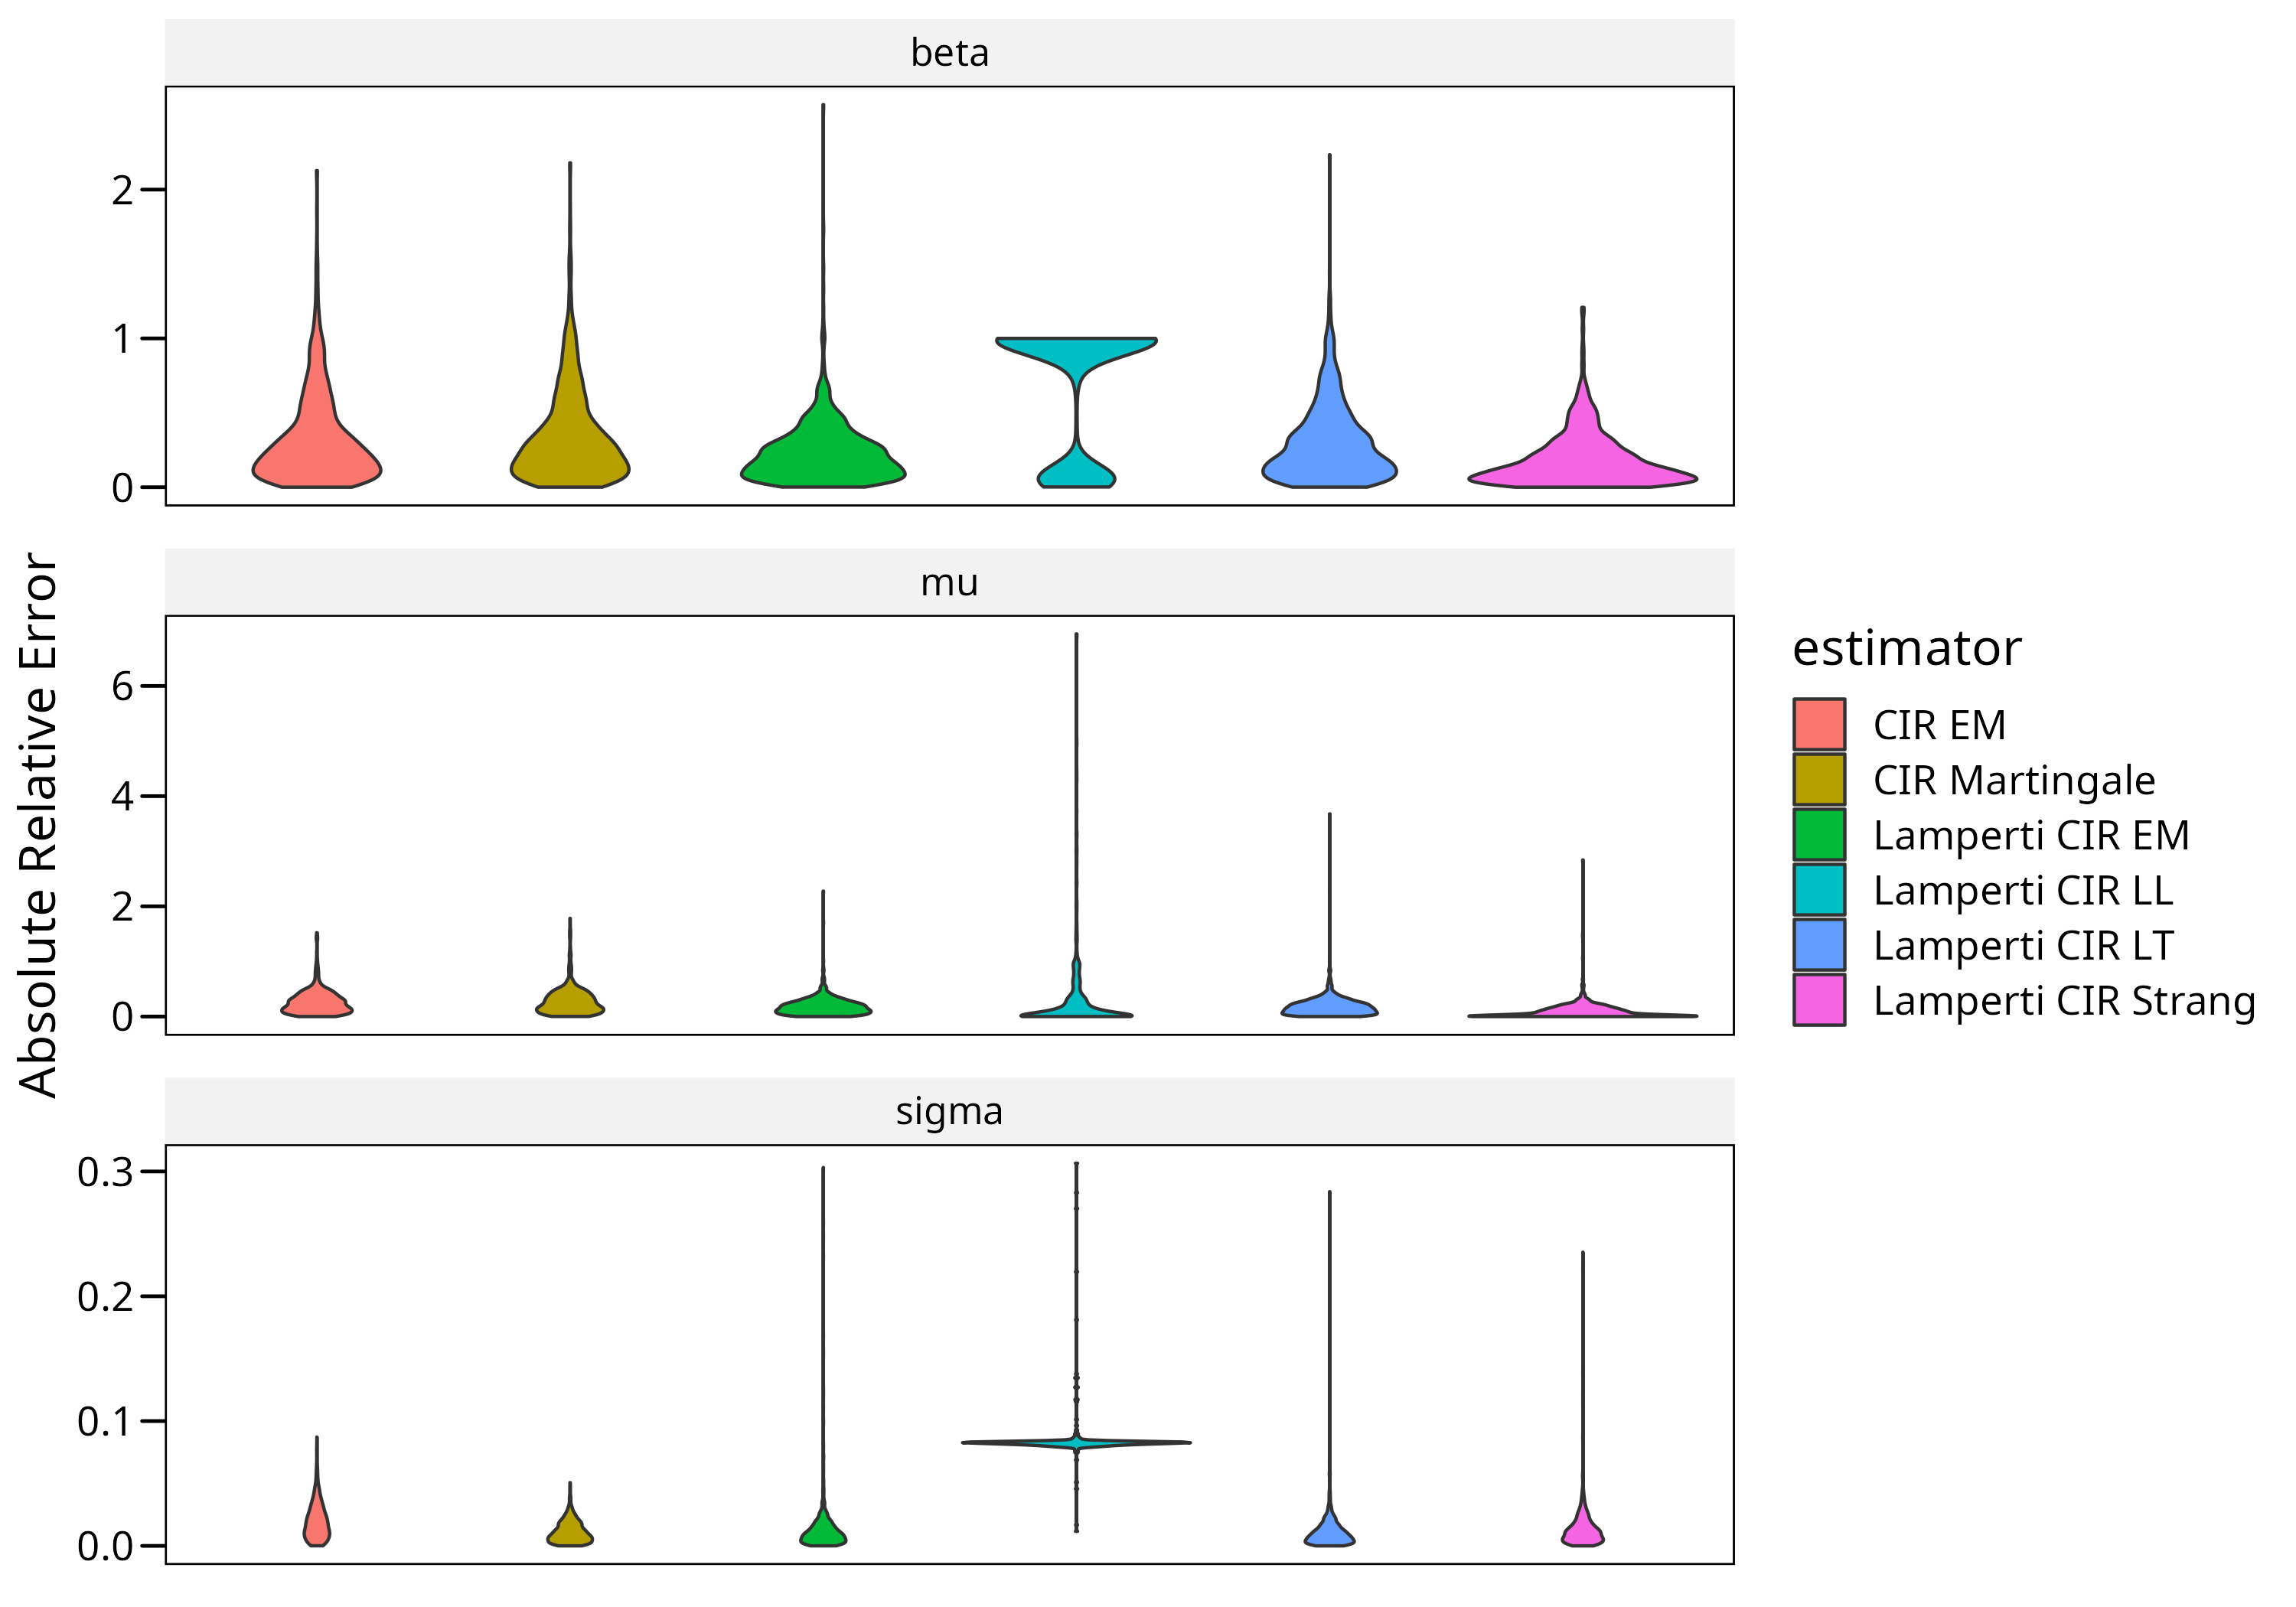 beta
2
1
0
mu
6
4
2
0
sigma
0.3
0.2
0.1
0.0
Absolute Relative Error
estimator
CIR EM
CIR Martingale
Lamperti CIR EM
Lamperti CIR LL
Lamperti CIR LT
Lamperti CIR Strang